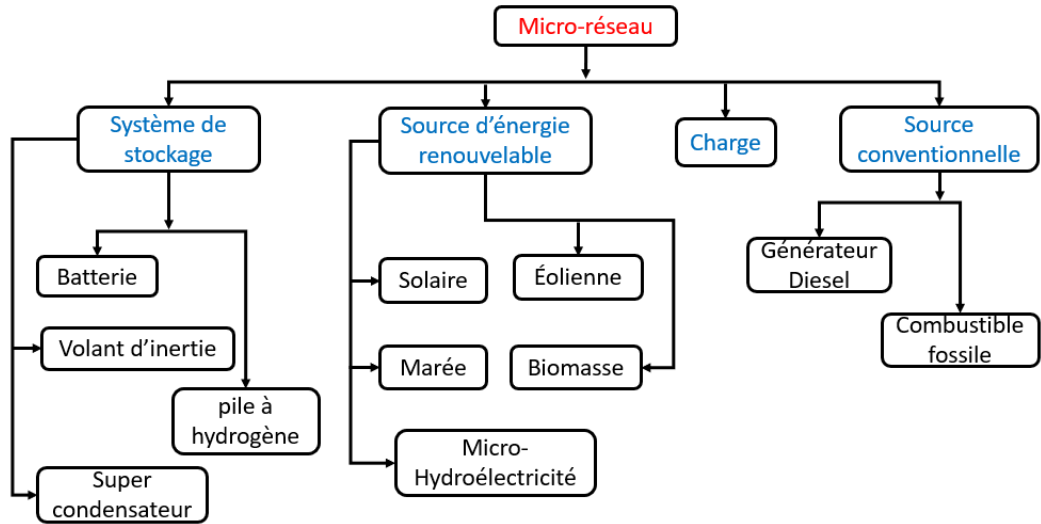 Micro-réseau
Système de
stockage
Source d'énergie
renouvelable
Charge
Source
conventionnelle
Batterie
Volant d'inertie
pile à
hydrogène
Super
condensateur
Solaire
Éolienne
Marée
Biomasse
Micro-
Hydroélectricité
Générateur
Diesel
Combustible
fossile